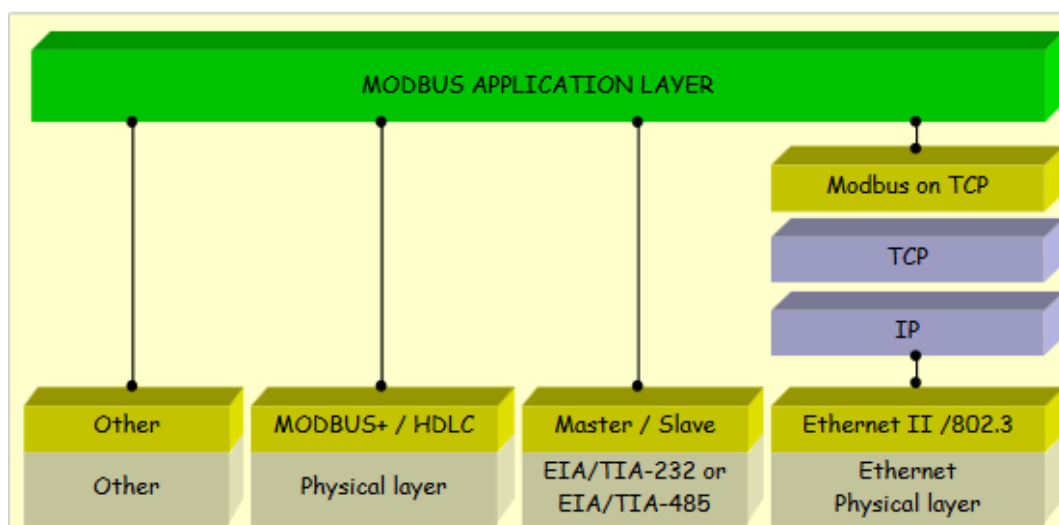 MODBUS APPLICATION LAYER
Modbus on TCP
TCP
IP
Other
MODBUS+ / HDLC
Master / Slave
Ethernet II /802.3
Other
Physical layer
EIA/TIA-232 or
EIA/TIA-485
Ethernet
Physical layer